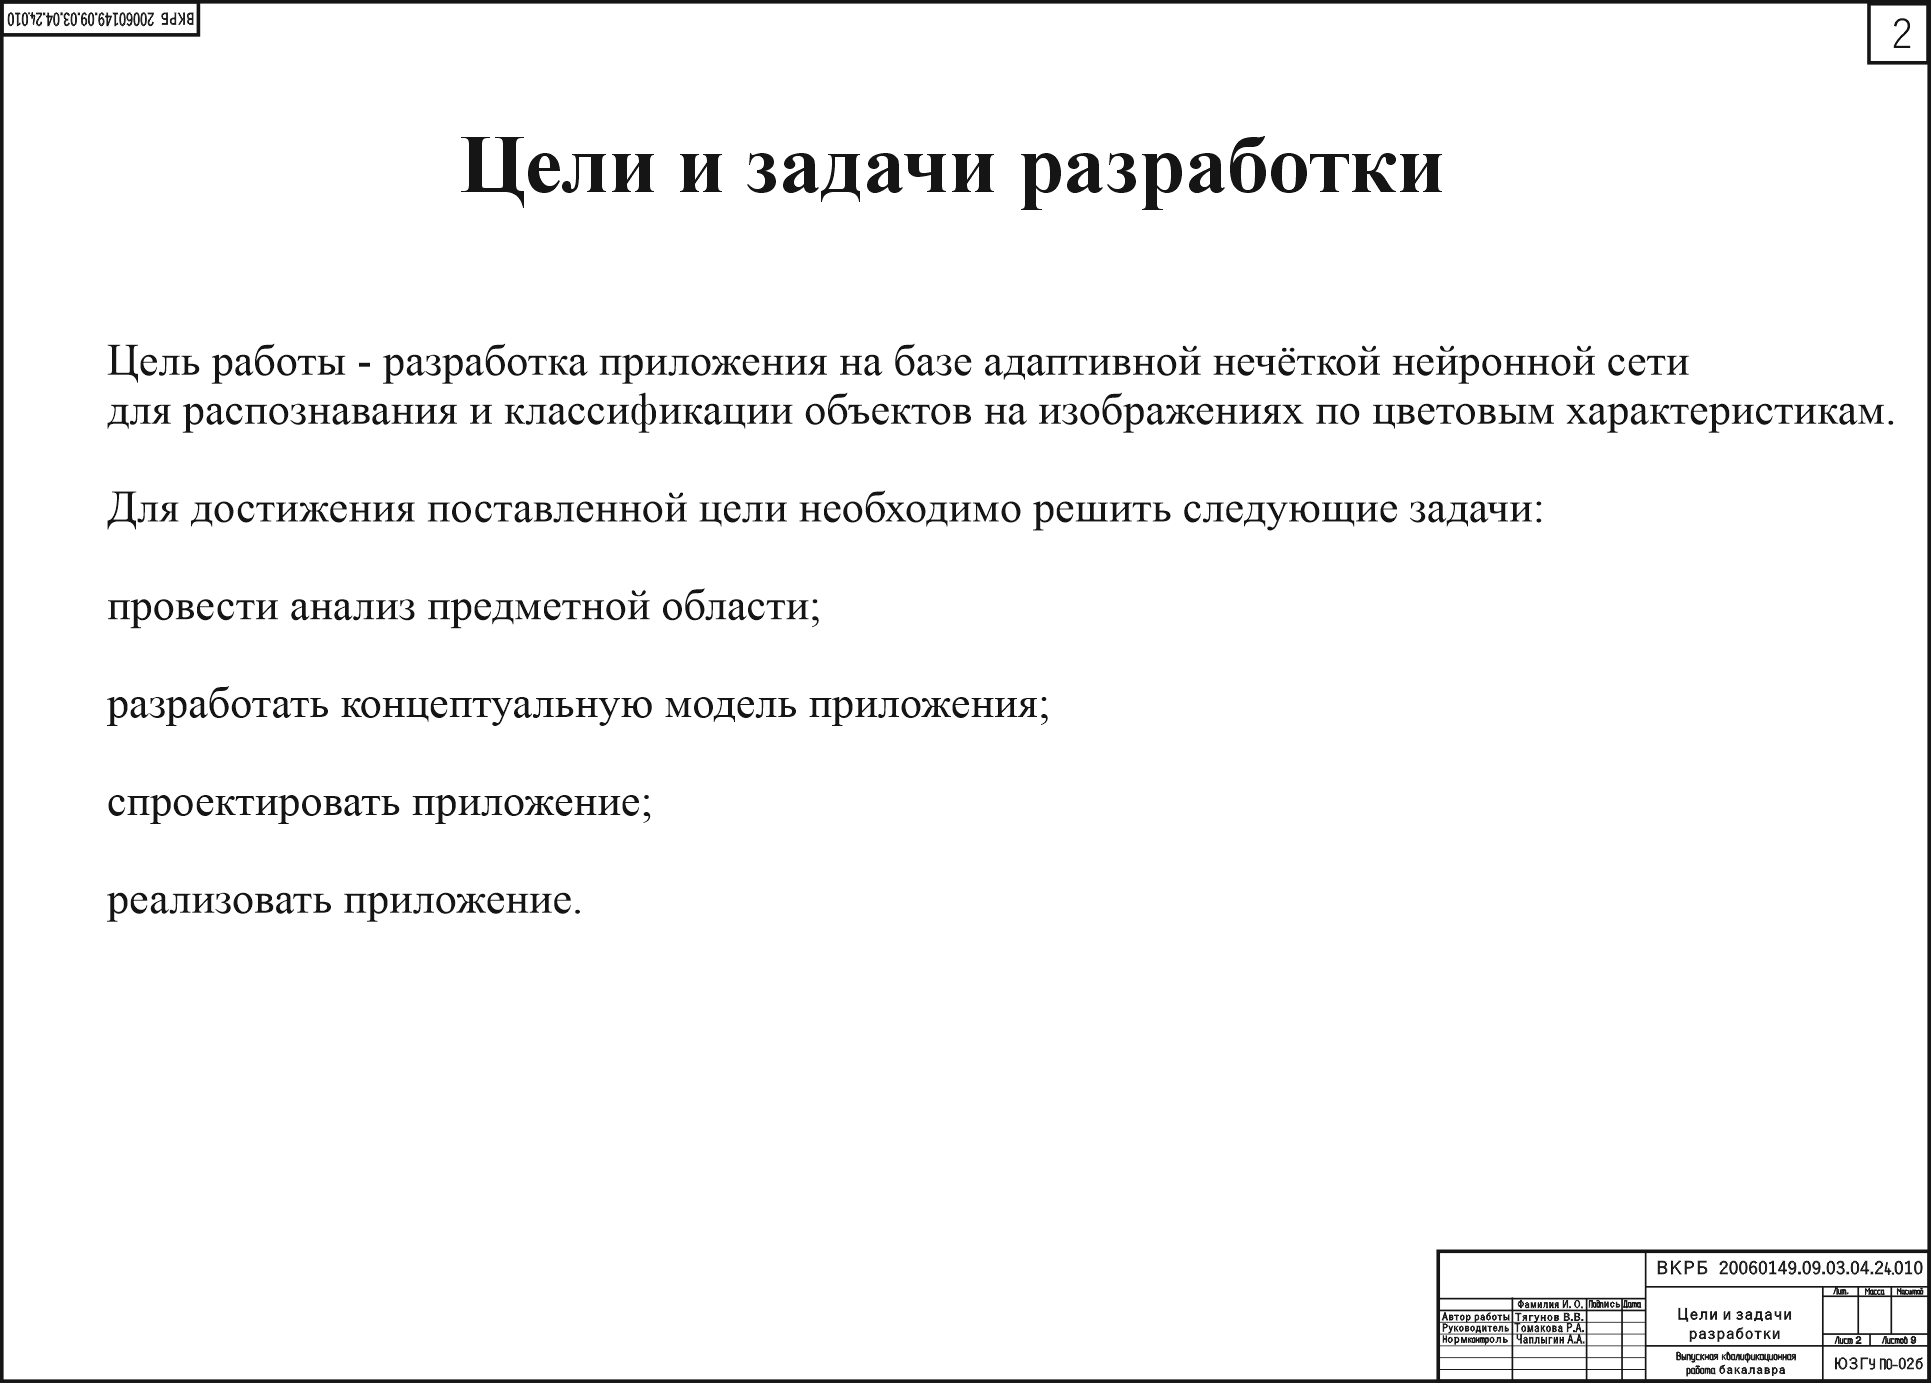 ВКРБ 20060149.09.03.04.24.010
2
Цели и задачи разработки
Цель работы - разработка приложения на базе адаптивной нечёткой нейронной сети
для распознавания и классификации объектов на изображениях по цветовым характеристикам.
Для достижения поставленной цели необходимо решить следующие задачи:
провести анализ предметной области;
разработать концептуальную модель приложения;
спроектировать приложение;
реализовать приложение.
ВКРБ 20060149.09.03.04.24.010
Фамилия И. О. Подпись Дата
Автор работы Тягунов В.В.
Руководитель Томакова Р.А.
Нормконтроль Чаплыгин А.А.
Цели и задачи
разработки
Лит. Масса Масштаб
Лист 2 Листов 9
Выпускная квалификационная
работа бакалавра
ЮЗГУ ПО-02б